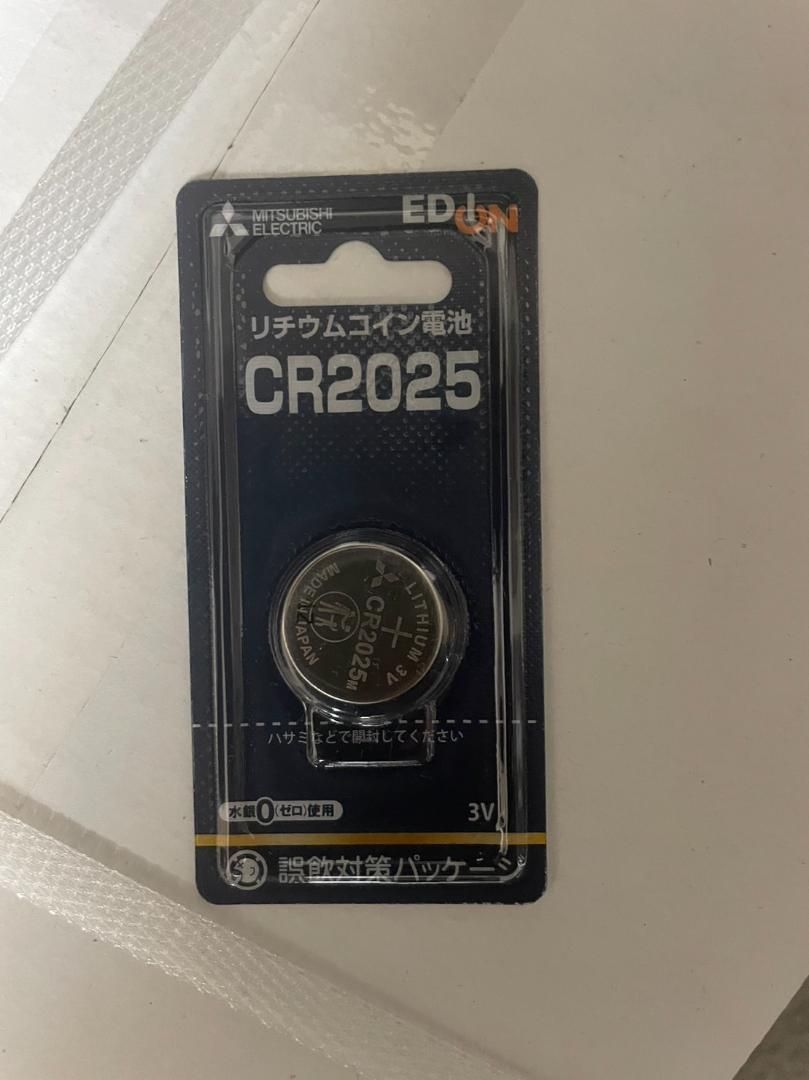 MITSUBISHI
ELECTRIC
EDION
リチウムコイン電池
CR2025
LITHIUM 3V
+
CR2025M
MADE IN JAPAN
ハサミなどで開封してください
水銀0(ゼロ)使用
3V
誤飲対策パッケージ